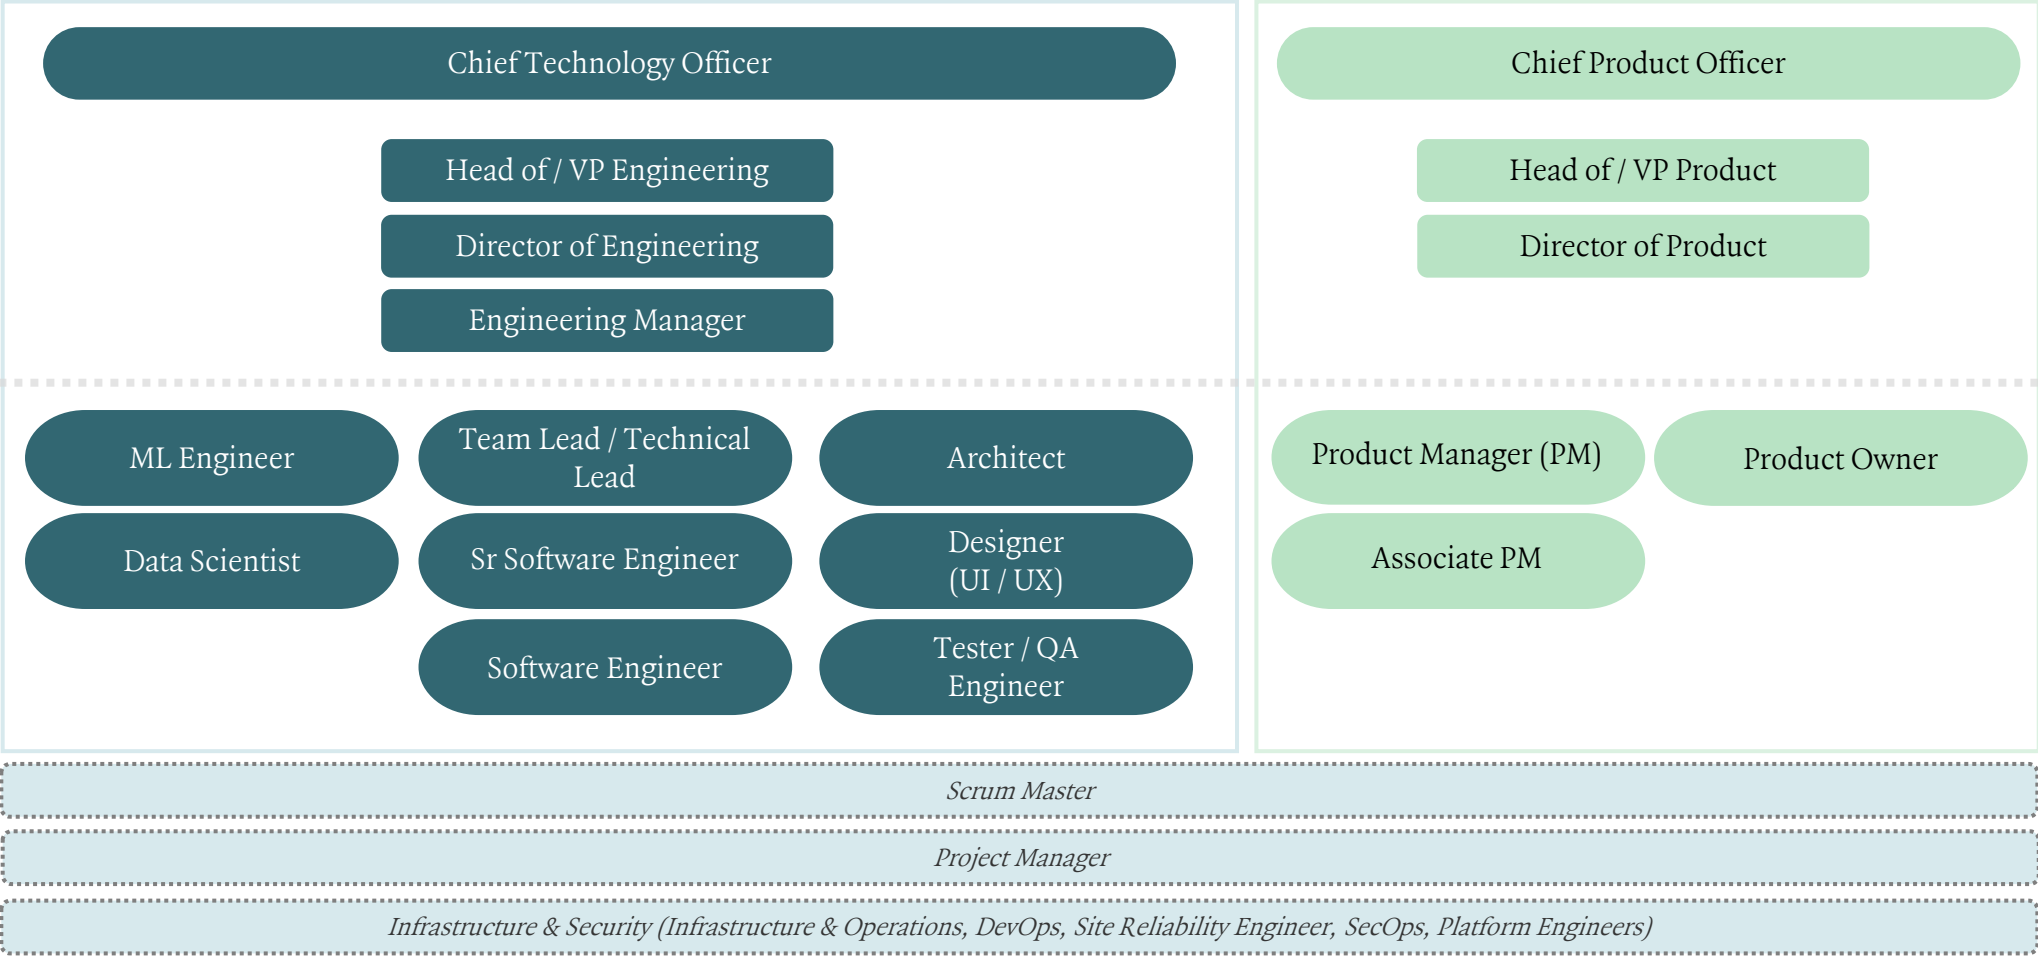 Chief Technology Officer
Head of / VP Engineering
Director of Engineering
Engineering Manager
ML Engineer
Team Lead / Technical
Lead
Architect
Data Scientist
Sr Software Engineer
Designer
(UI / UX)
Software Engineer
Tester / QA
Engineer
Chief Product Officer
Head of / VP Product
Director of Product
Product Manager (PM)
Product Owner
Associate PM
Scrum Master
Project Manager
Infrastructure & Security (Infrastructure & Operations, DevOps, Site Reliability Engineer, SecOps, Platform Engineers)